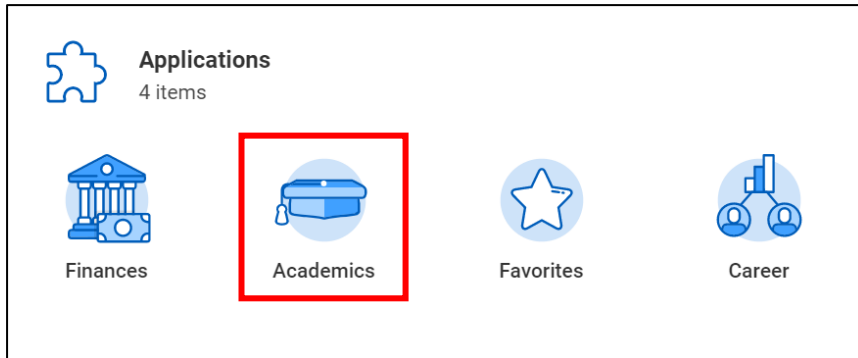 Applications
4 items
Finances
Academics
Favorites
Career